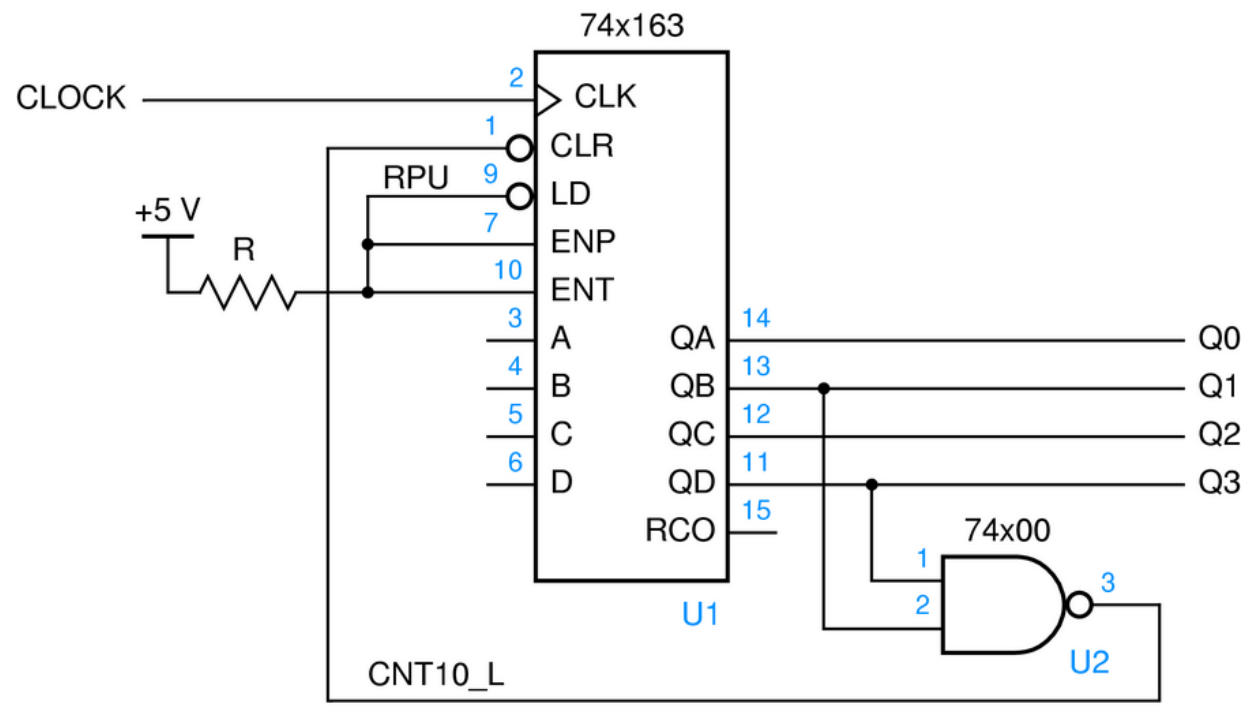 74x163
CLOCK
2
CLK
1
CLR
RPU
9
LD
+5 V
7
ENP
R
10
ENT
3
A
QA
14
Q0
4
B
QB
13
Q1
5
C
QC
12
Q2
6
D
QD
11
Q3
RCO
15
74x00
1
2
3
U1
U2
CNT10_L